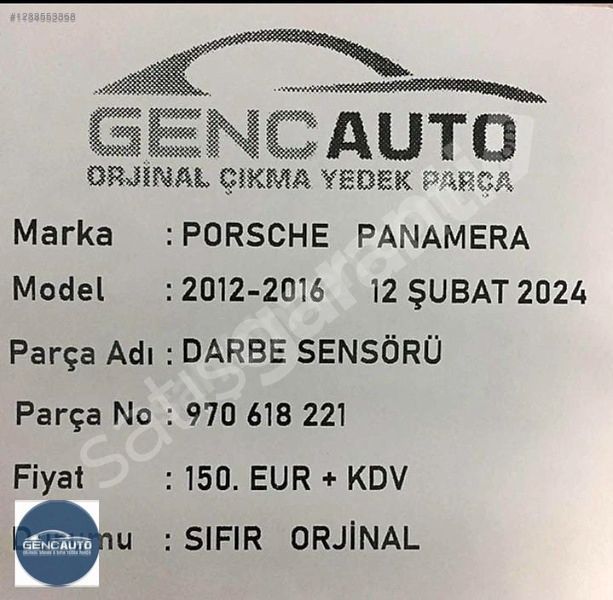 GENCAUTO
ORJİNAL ÇIKMA YEDEK PARÇA
Marka : PORSCHE PANAMERA
Model : 2012-2016 12 ŞUBAT 2024
Parça Adı : DARBE SENSÖRÜ
Parça No : 970 618 221
Fiyat : 150. EUR + KDV
: SIFIR ORJİNAL
GENCAUTO